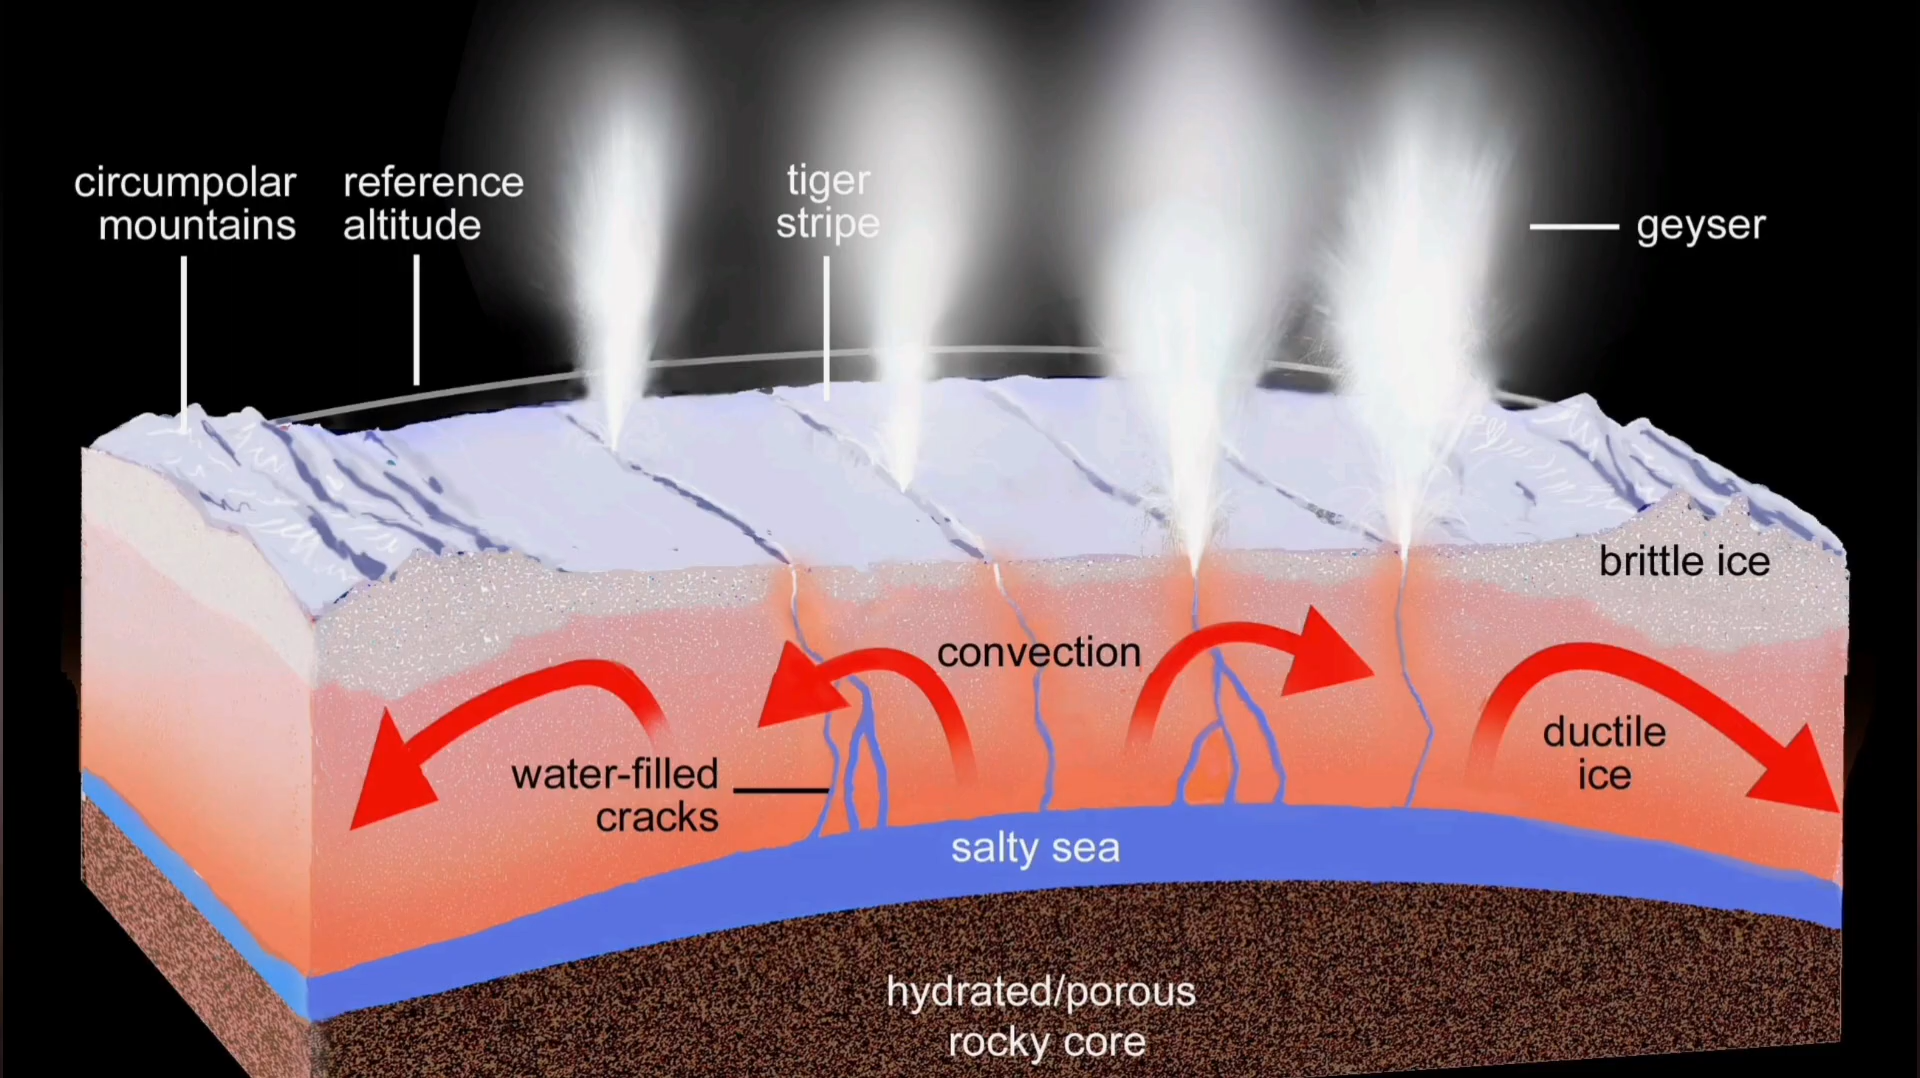 circumpolar
mountains
reference
altitude
tiger
stripe
geyser
brittle ice
convection
ductile
ice
water-filled
cracks
salty sea
hydrated/porous
rocky core